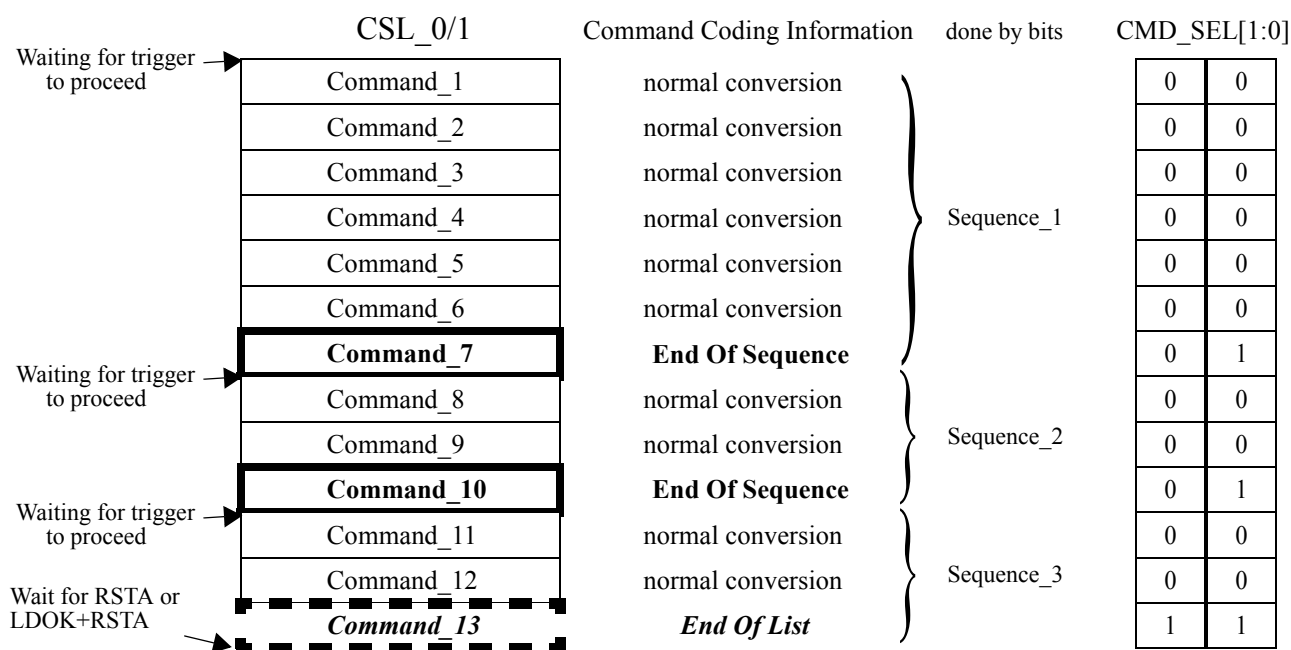 CSL_0/1 Command Coding Information done by bits CMD_SEL[1:0]
Waiting for trigger
to proceed
Command_1 normal conversion 0 0
Command_2 normal conversion 0 0
Command_3 normal conversion 0 0
Command_4 normal conversion Sequence_1 0 0
Command_5 normal conversion 0 0
Command_6 normal conversion 0 0
Command_7 End Of Sequence 0 1
Waiting for trigger
to proceed
Command_8 normal conversion 0 0
Command_9 normal conversion Sequence_2 0 0
Command_10 End Of Sequence 0 1
Waiting for trigger
to proceed
Command_11 normal conversion 0 0
Command_12 normal conversion Sequence_3 0 0
Wait for RSTA or
LDOK+RSTA
Command_13 End Of List 1 1